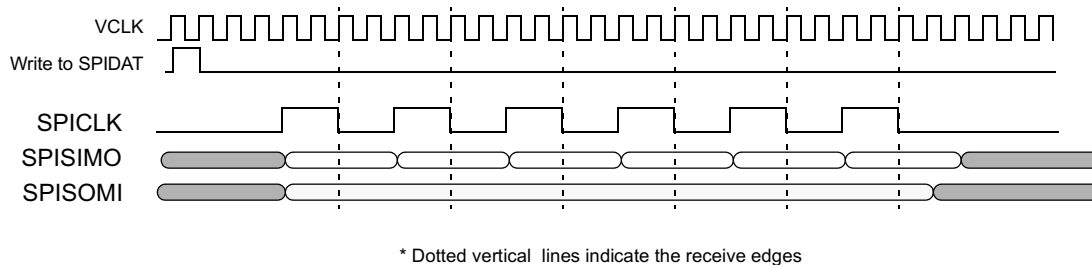 VCLK
Write to SPIDAT
SPICLK
SPISIMO
SPISOMI
* Dotted vertical lines indicate the receive edges